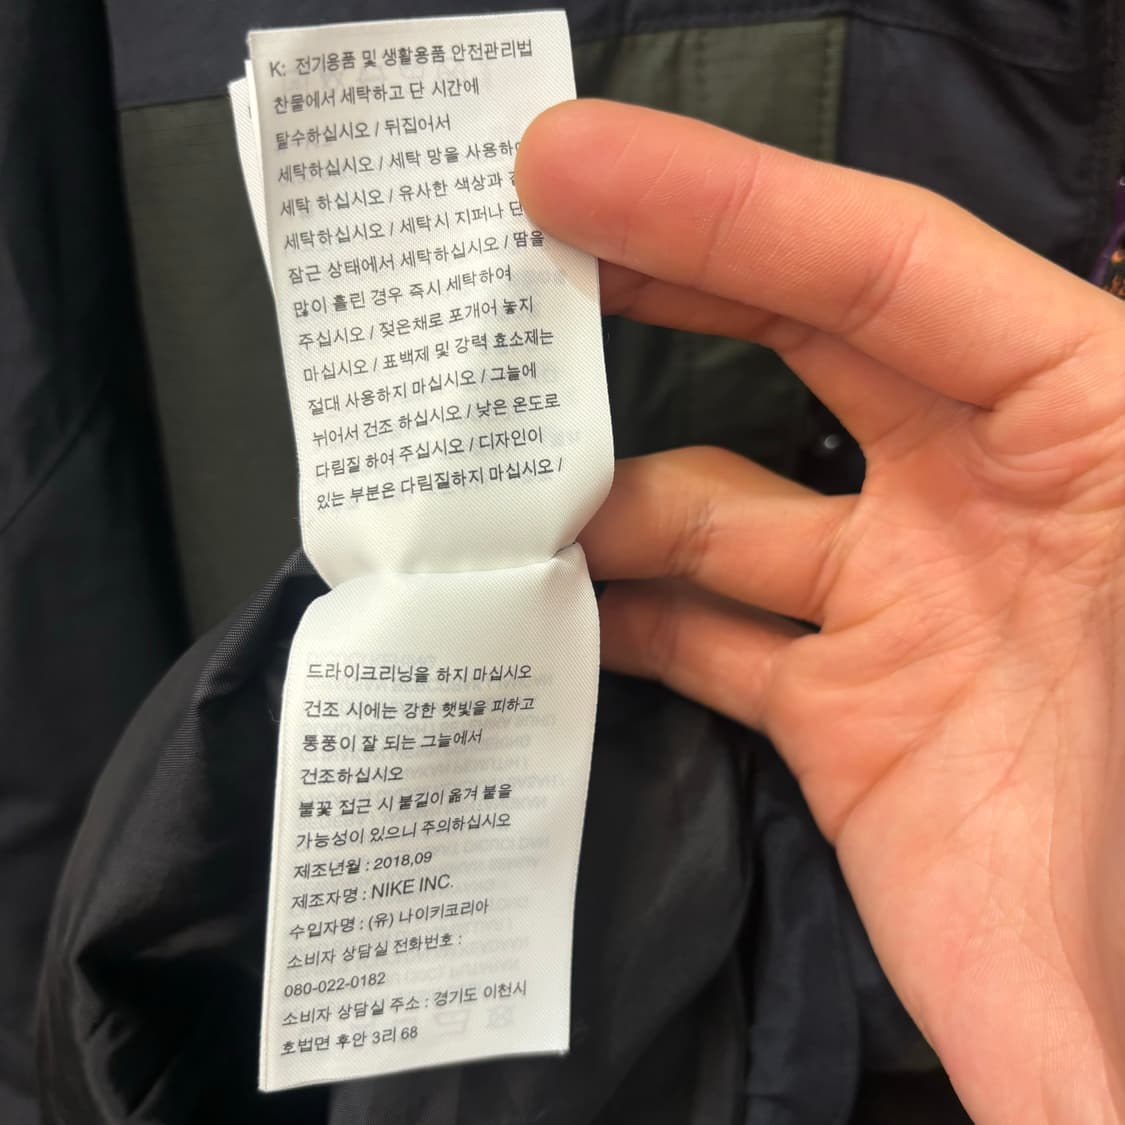 K: 전기용품 및 생활용품 안전관리법
찬물에서 세탁하고 단 시간에
탈수하십시오 / 뒤집어서
세탁하십시오 / 세탁 망을
세탁 하십시오 / 유사한 색상과
세탁하십시오 / 세탁시 지퍼나
잠근 상태에서 세탁하십시오 / 땀을
많이 흘린 경우 즉시 세탁하여
주십시오 / 젖은채로 포개어 놓지
마십시오 / 표백제 및 강력 효소제는
절대 사용하지 마십시오 / 그늘에
뉘어서 건조 하십시오 / 낮은 온도로
다림질 하여 주십시오 / 디자인이
있는 부분은 다림질하지 마십시오 /
드라이크리닝을 하지 마십시오
건조 시에는 강한 햇빛을 피하고
통풍이 잘 되는 그늘에서
건조하십시오
불꽃 접근 시 불길이 옮겨 붙을
가능성이 있으니 주의하십시오
제조년월 : 2018,09
제조자명 : NIKE INC.
수입자명 : (유) 나이키코리아
소비자 상담실 전화번호 :
080-022-0182
소비자 상담실 주소 : 경기도 이천시
호법면 후안 3리 68